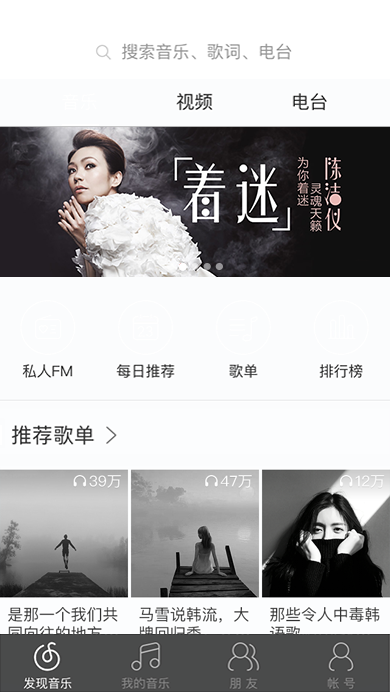 搜索音乐、歌词、电台
视频
电台
「着迷」
为你着迷
灵魂天籁
陈洁仪
私人FM
每日推荐
歌单
排行榜
推荐歌单
39万
47万
12万
是那一个我们共
同向往的地方
马雪说韩流，大
牌回归季
那些令人中毒韩
语歌
发现音乐
我的音乐
朋友
帐号